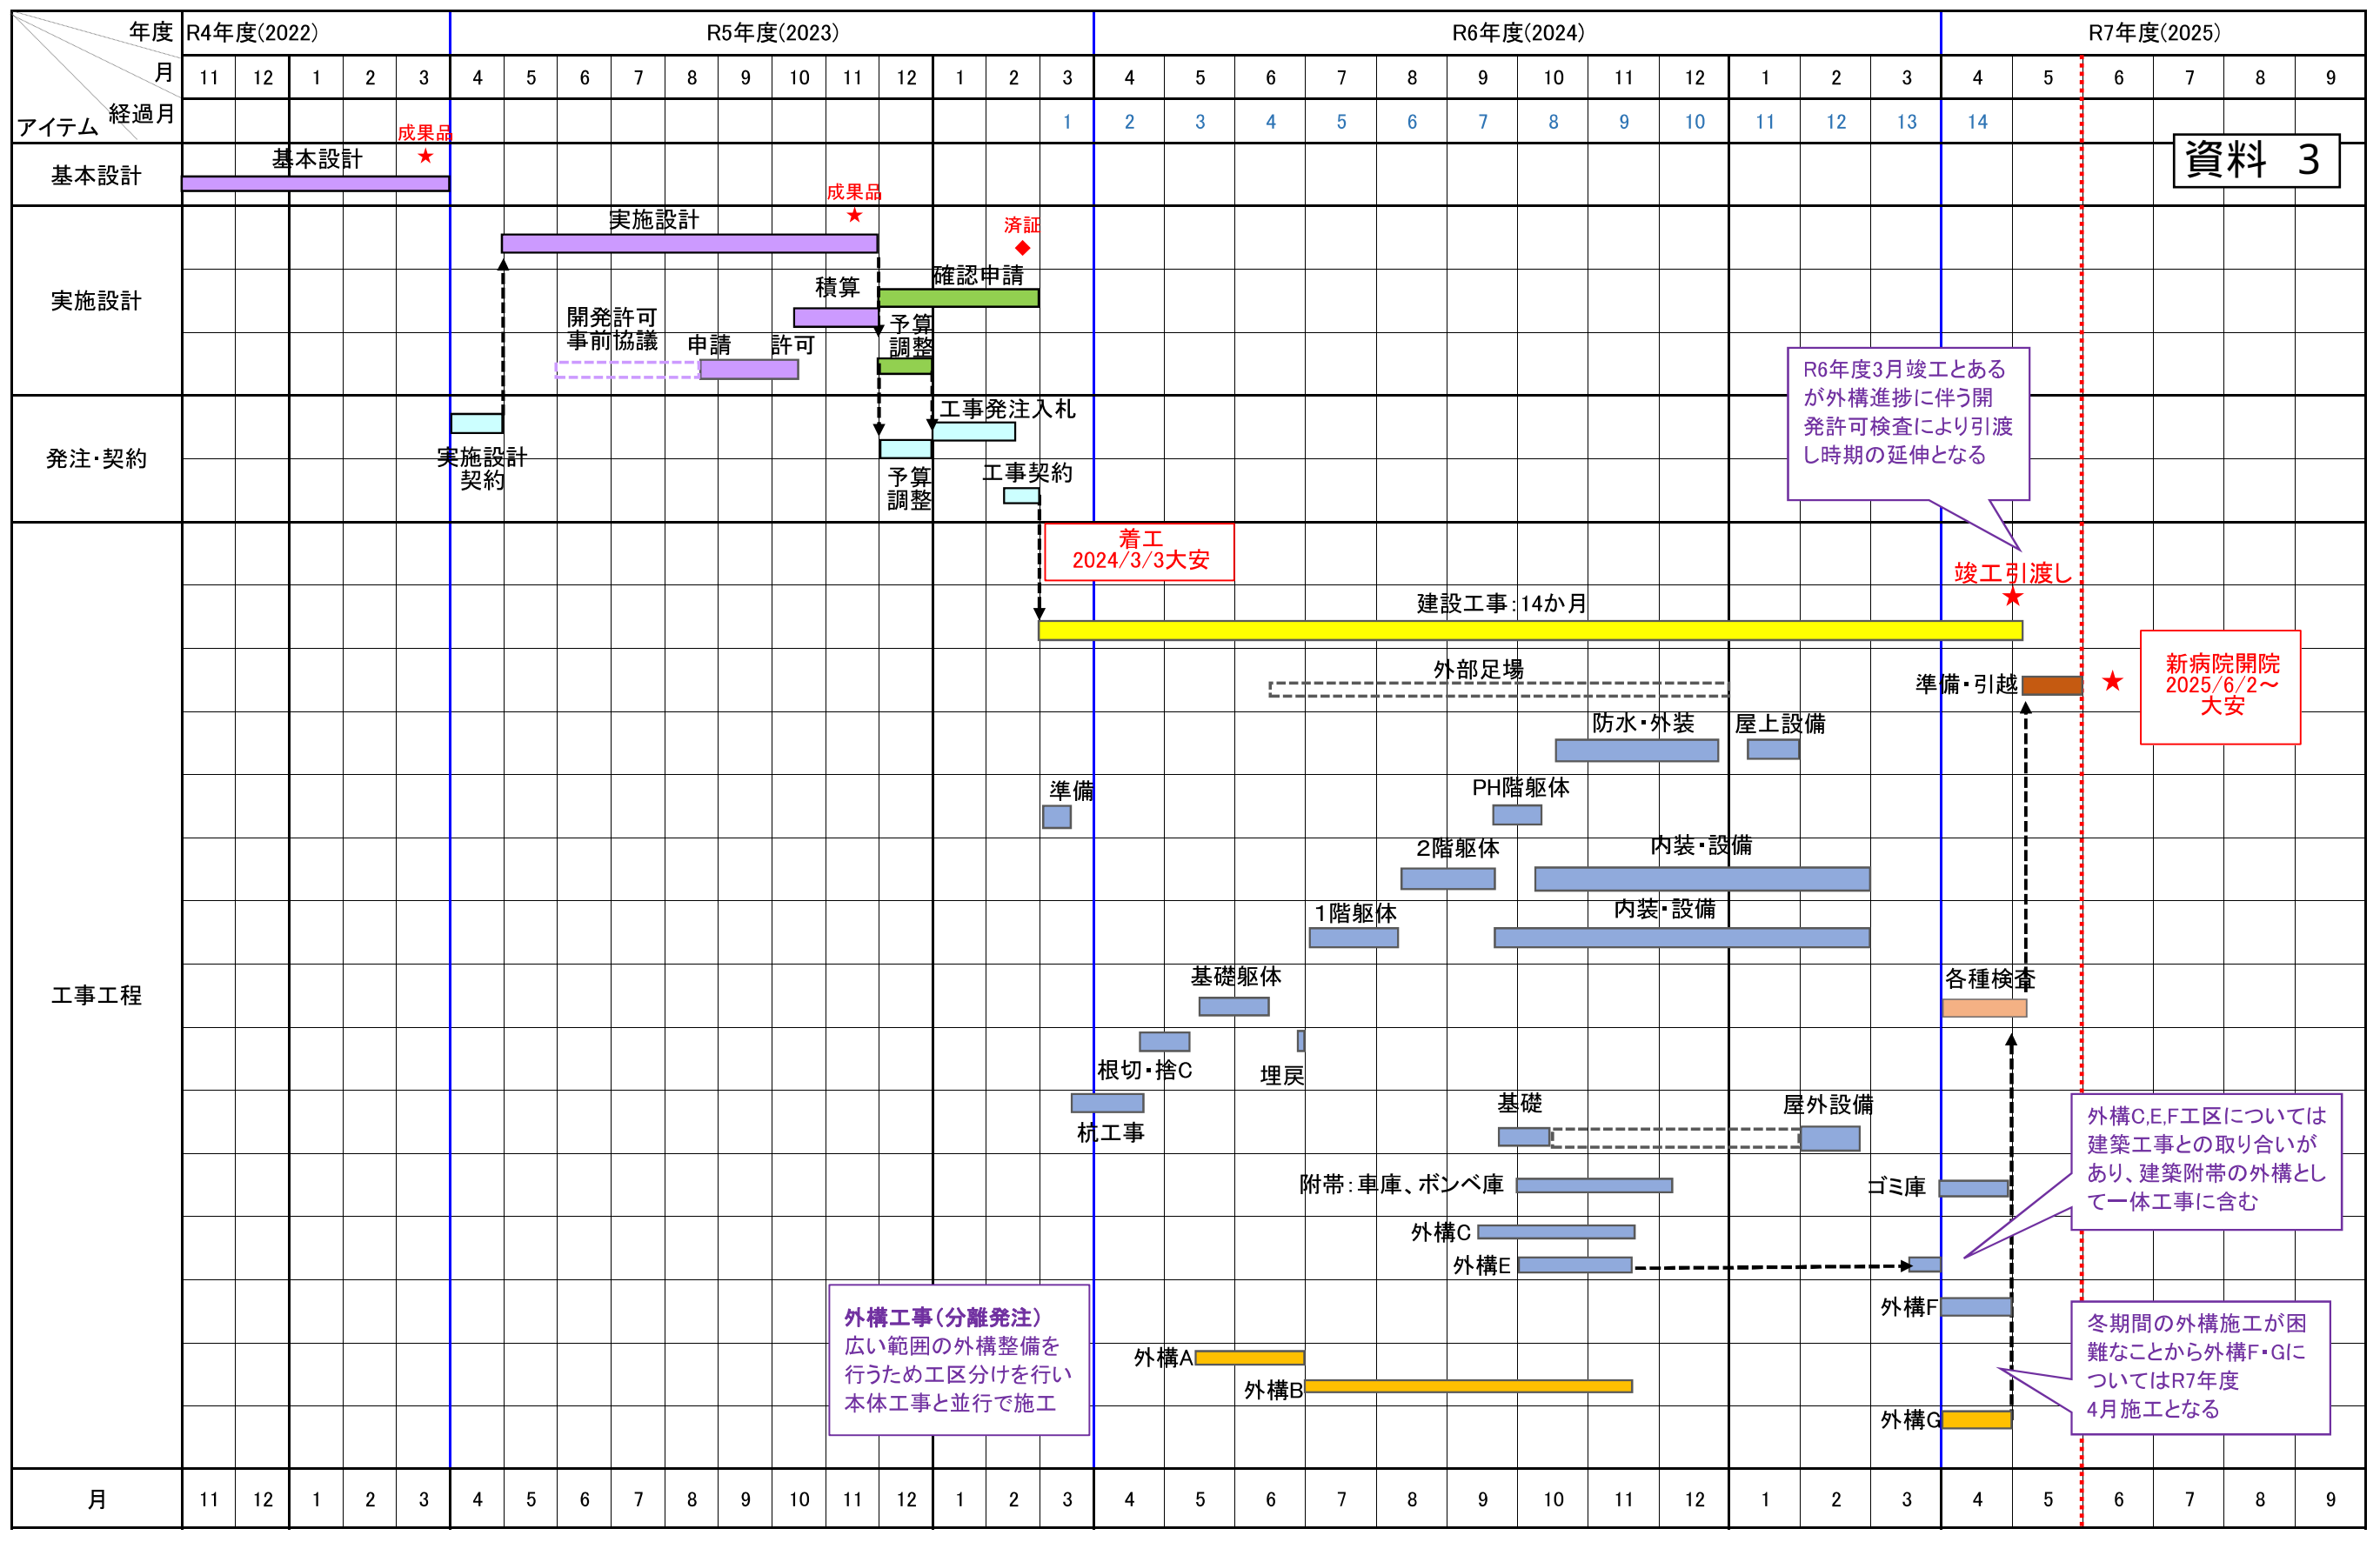 年度
R4年度(2022)
R5年度(2023)
R6年度(2024)
R7年度(2025)
月
11 12 1 2 3 4 5 6 7 8 9 10 11 12 1 2 3 4 5 6 7 8 9 10 11 12 1 2 3 4 5 6 7 8 9
経過月
アイテム
1 2 3 4 5 6 7 8 9 10 11 12 13 14
資料 3
基本設計
基本設計
成果品
★
実施設計
実施設計
成果品
★
済証
◆
確認申請
積算
開発許可
事前協議
申請
許可
予算
調整
発注・契約
実施設計
契約
工事発注入札
予算
調整
工事契約
R6年度3月竣工とある
が外構進捗に伴う開
発許可検査により引渡
し時期の延伸となる
工事工程
着工
2024/3/3大安
竣工引渡し
★
建設工事：14か月
外部足場
準備・引越
★
新病院開院
2025/6/2～
大安
防水・外装
屋上設備
準備
PH階躯体
2階躯体
内装・設備
1階躯体
内装・設備
基礎躯体
各種検査
根切・捨C
埋戻
杭工事
基礎
屋外設備
外構C,E,F工区については
建築工事との取り合いが
あり、建築附帯の外構とし
て一体工事に含む
附帯：車庫、ボンベ庫
ゴミ庫
外構C
外構E
外構F
外構工事（分離発注）
広い範囲の外構整備を
行うため工区分けを行い
本体工事と並行で施工
外構A
外構B
外構G
冬期間の外構施工が困
難なことから外構F・Gに
ついてはR7年度
4月施工となる
月
11 12 1 2 3 4 5 6 7 8 9 10 11 12 1 2 3 4 5 6 7 8 9 10 11 12 1 2 3 4 5 6 7 8 9